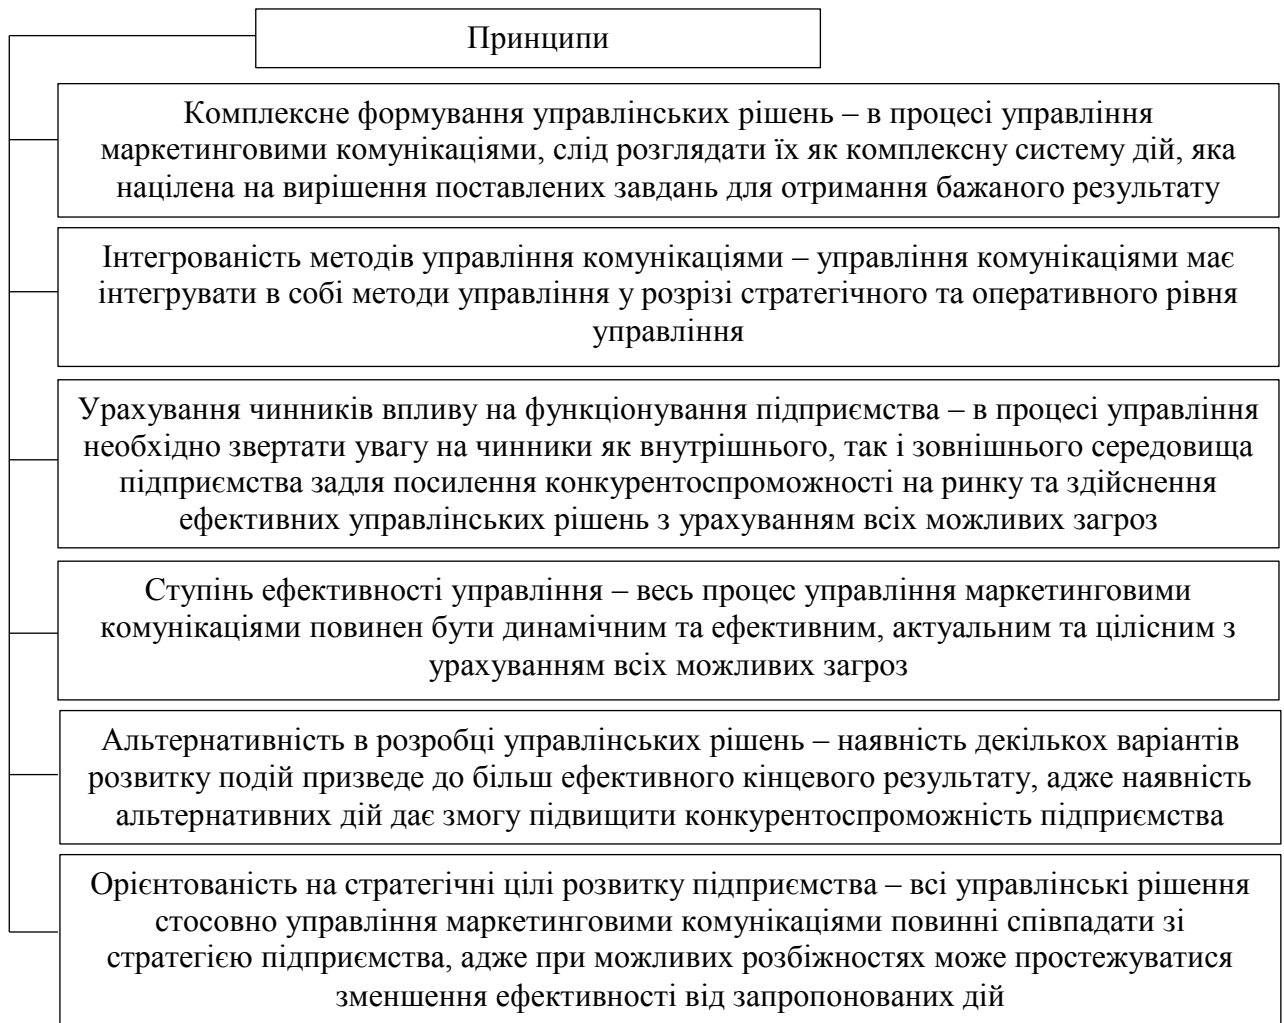 Принципи
Комплексне формування управлінських рішень – в процесі управління
маркетинговими комунікаціями, слід розглядати їх як комплексну систему дій, яка
націлена на вирішення поставлених завдань для отримання бажаного результату
Інтегрованість методів управління комунікаціями – управління комунікаціями має
інтегрувати в собі методи управління у розрізі стратегічного та оперативного рівня
управління
Урахування чинників впливу на функціонування підприємства – в процесі управління
необхідно звертати увагу на чинники як внутрішнього, так і зовнішнього середовища
підприємства задля посилення конкурентоспроможності на ринку та здійснення
ефективних управлінських рішень з урахуванням всіх можливих загроз
Ступінь ефективності управління – весь процес управління маркетинговими
комунікаціями повинен бути динамічним та ефективним, актуальним та цілісним з
урахуванням всіх можливих загроз
Альтернативність в розробці управлінських рішень – наявність декількох варіантів
розвитку подій призведе до більш ефективного кінцевого результату, адже наявність
альтернативних дій дає змогу підвищити конкурентоспроможність підприємства
Орієнтованість на стратегічні цілі розвитку підприємства – всі управлінські рішення
стосовно управління маркетинговими комунікаціями повинні співпадати зі
стратегією підприємства, адже при можливих розбіжностях може простежуватися
зменшення ефективності від запропонованих дій